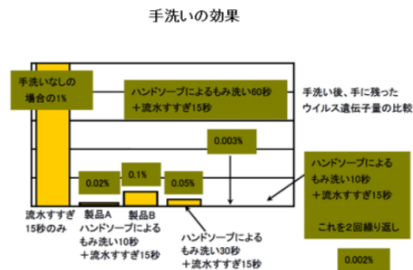 手洗いの効果
手洗いなしの
場合の1%
ハンドソープによるもみ洗い60秒
+流水すすぎ15秒
手洗い後、手に残った
ウイルス遺伝子量の比較
0.003%
ハンドソープによる
もみ洗い10秒
+流水すすぎ15秒
これを2回繰り返し
0.02%
0.1%
0.05%
流水すすぎ
15秒のみ
製品A
製品B
ハンドソープによる
もみ洗い10秒
+流水すすぎ15秒
ハンドソープによる
もみ洗い30秒
+流水すすぎ15秒
0.002%